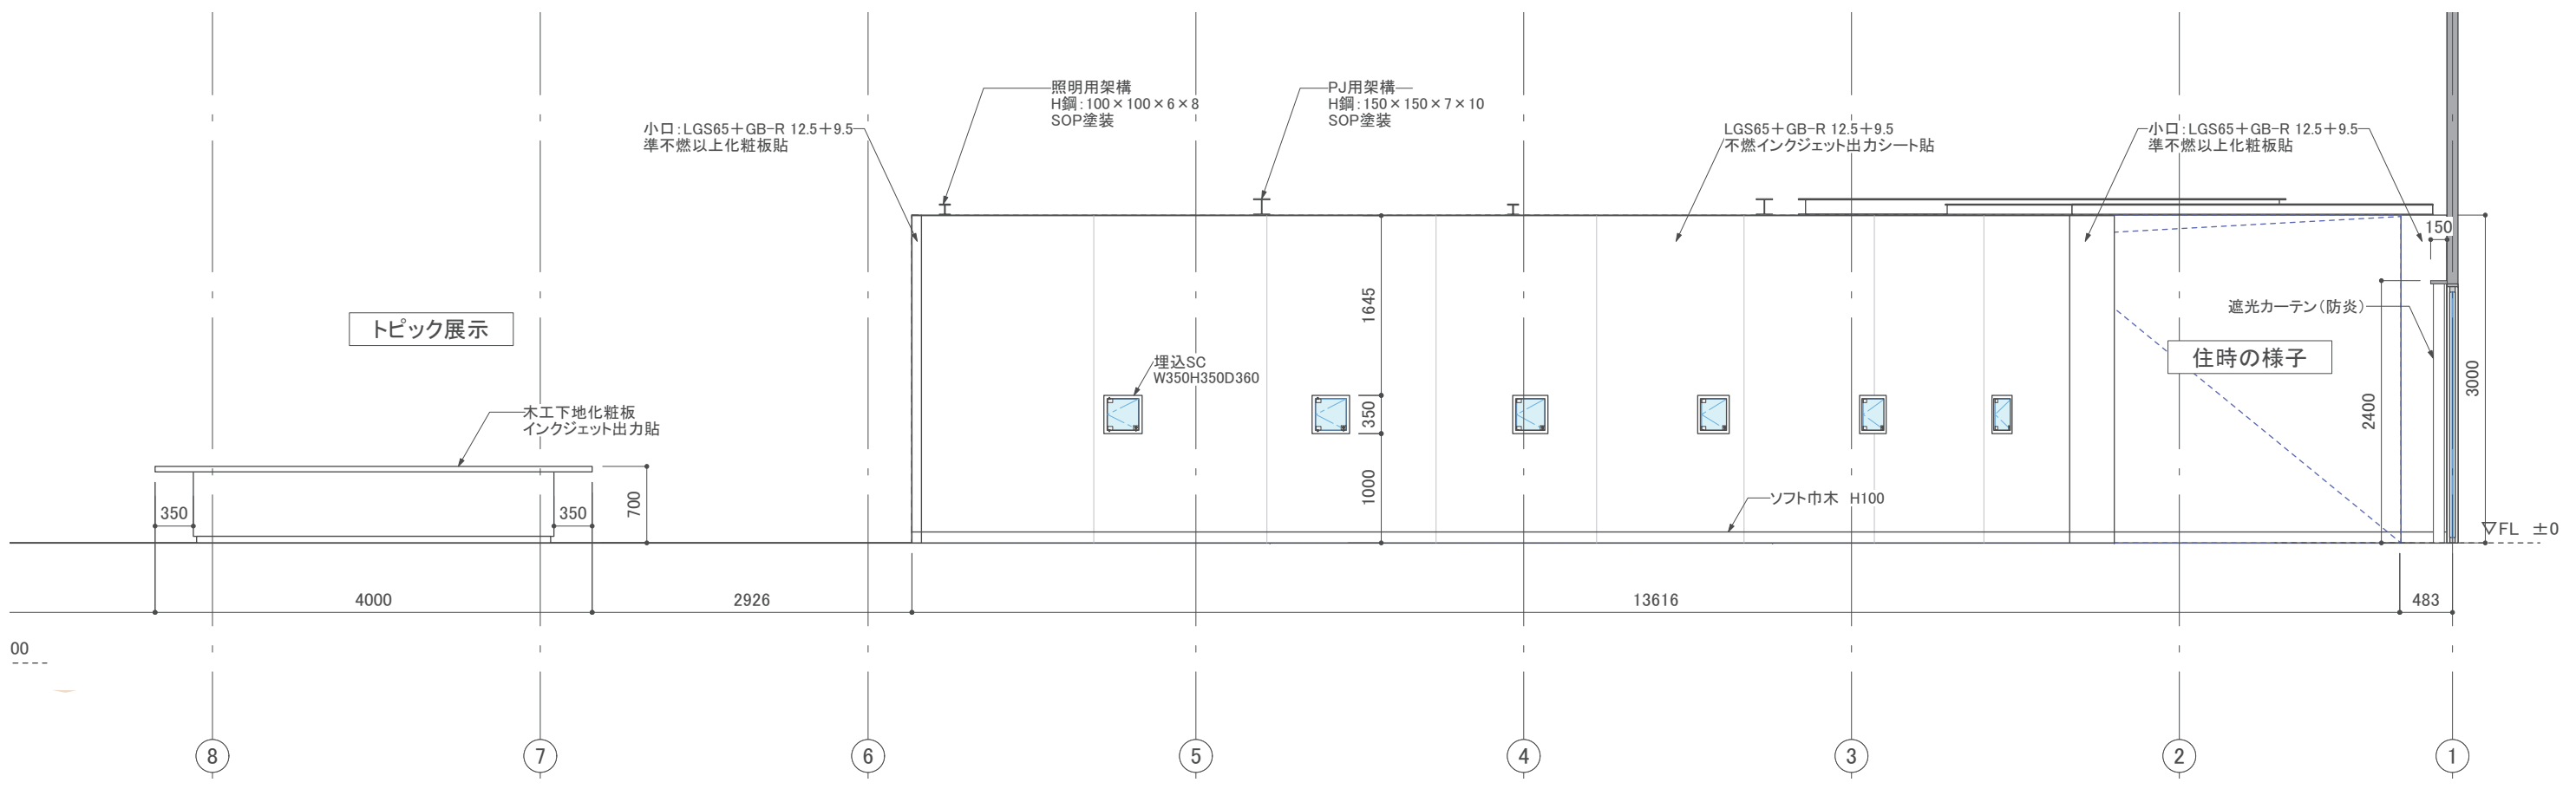 照明用架構
H鋼:100×100×6×8
SOP塗装
PJ用架構
H鋼:150×150×7×10
SOP塗装
小口:LGS65+GB-R 12.5+9.5
準不燃以上化粧板貼
LGS65+GB-R 12.5+9.5
不燃インクジェット出力シート貼
小口:LGS65+GB-R 12.5+9.5
準不燃以上化粧板貼
150
1645
遮光カーテン(防炎)
トピック展示
住時の様子
3000
埋込SC
W350H350D360
350
2400
木工下地化粧板
インクジェット出力貼
1000
ソフト巾木 H100
700
350
350
▽FL ±0
4000
2926
13616
483
00
8
7
6
5
4
3
2
1